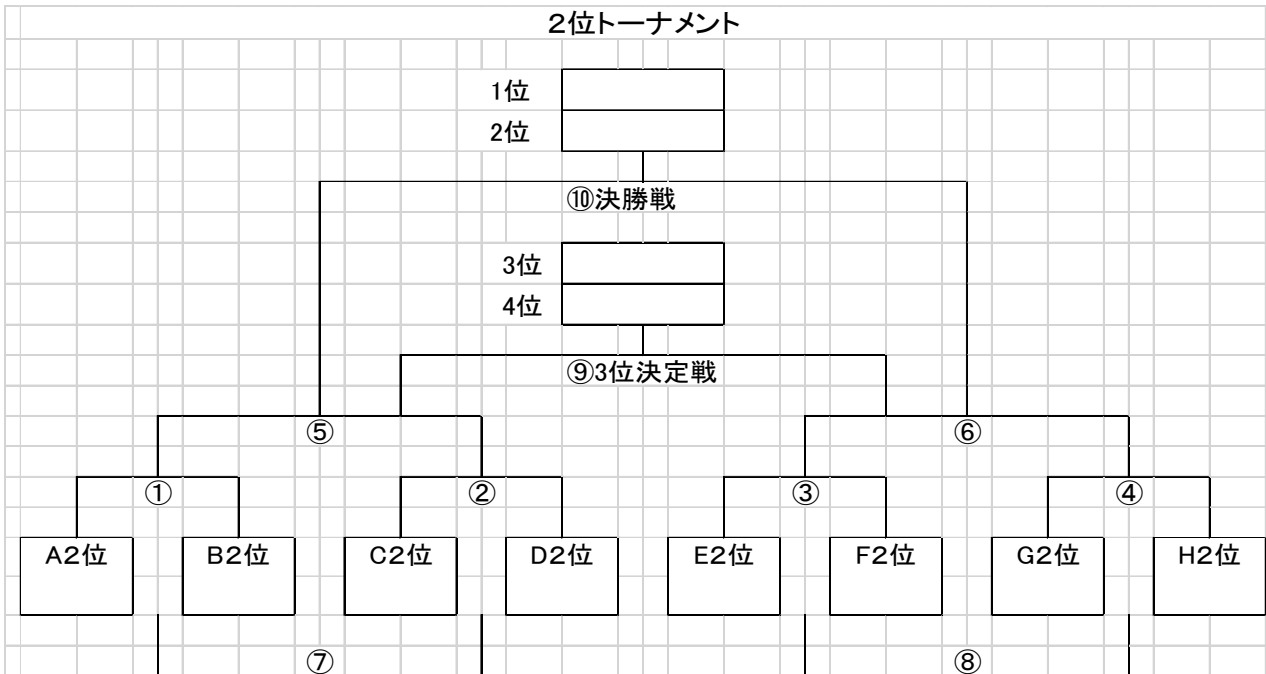 ２位トーナメント
1位
2位
⑩決勝戦
3位
4位
⑨3位決定戦
⑤ ⑥
① ② ③ ④
A2位 B2位 C2位 D2位 E2位 F2位 G2位 H2位
⑦ ⑧